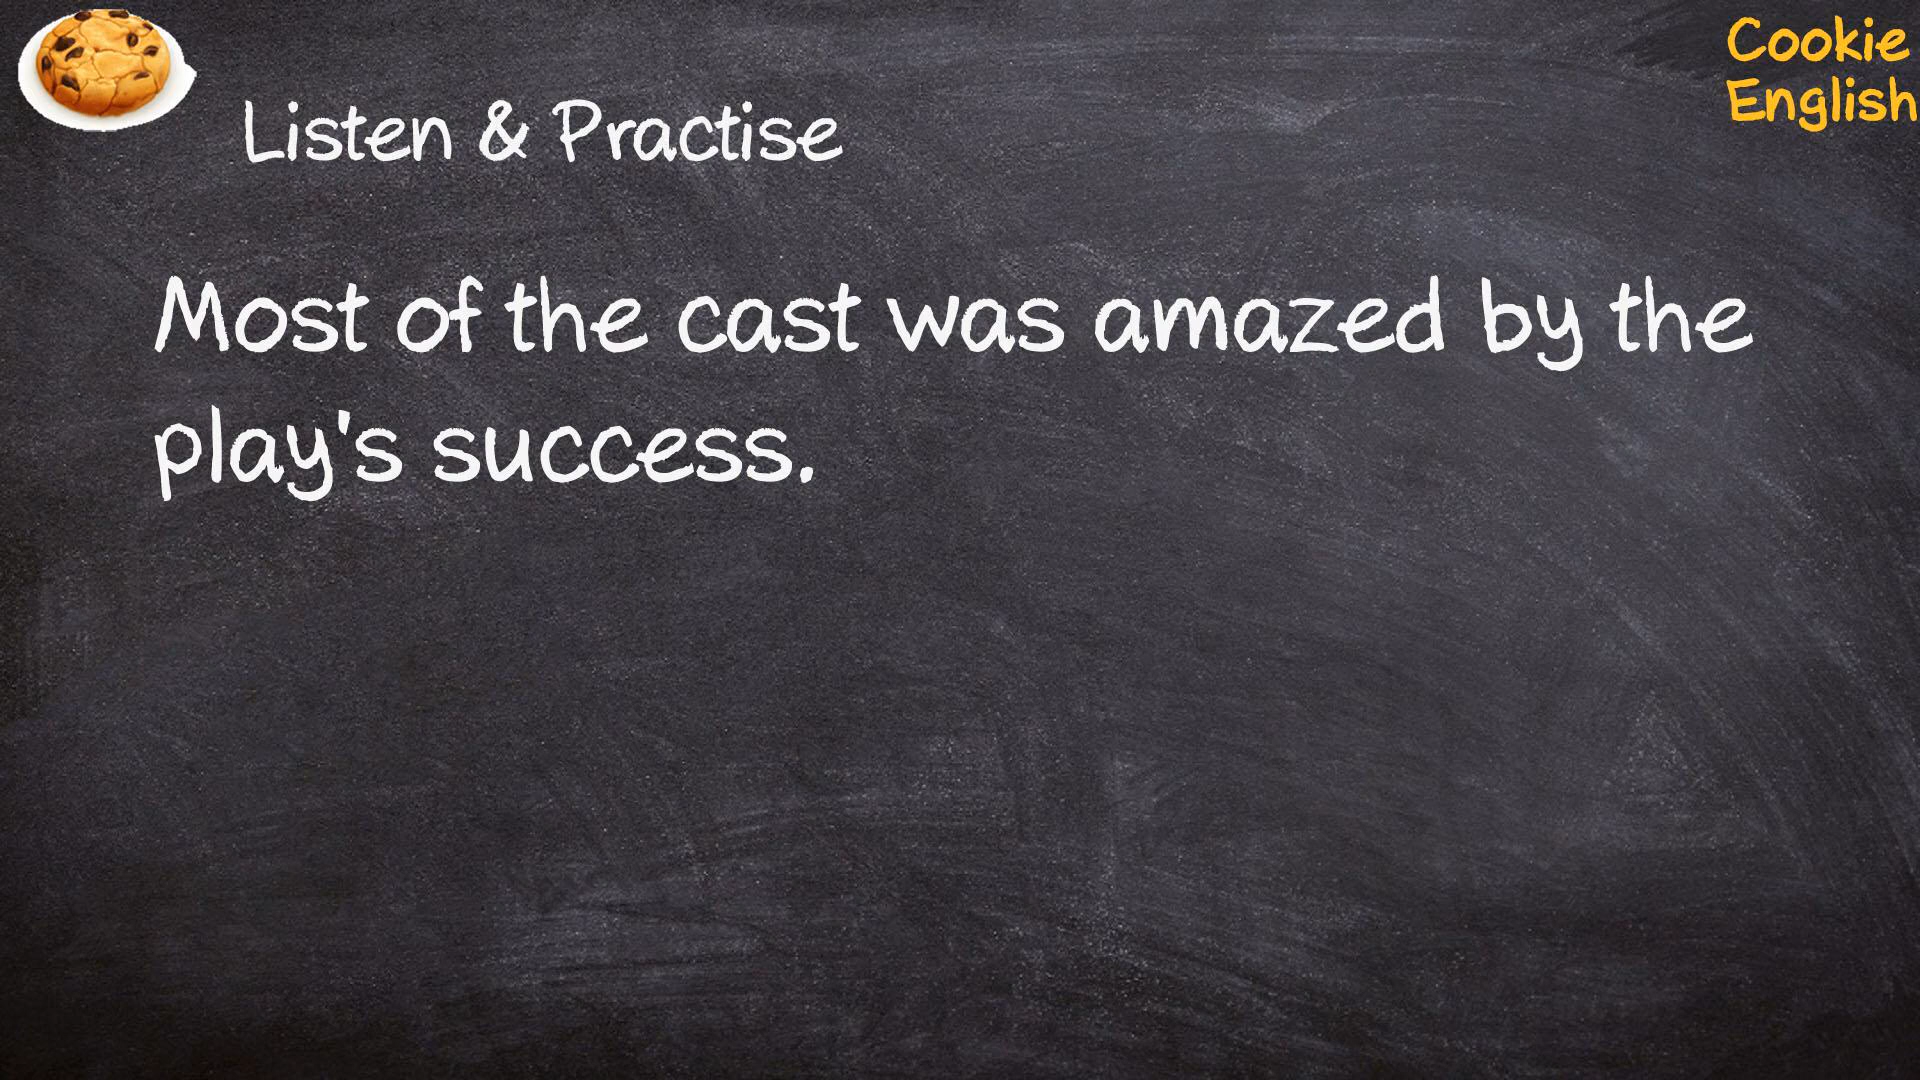 Cookie
English
Listen & Practise
Most of the cast was amazed by the
play's success.